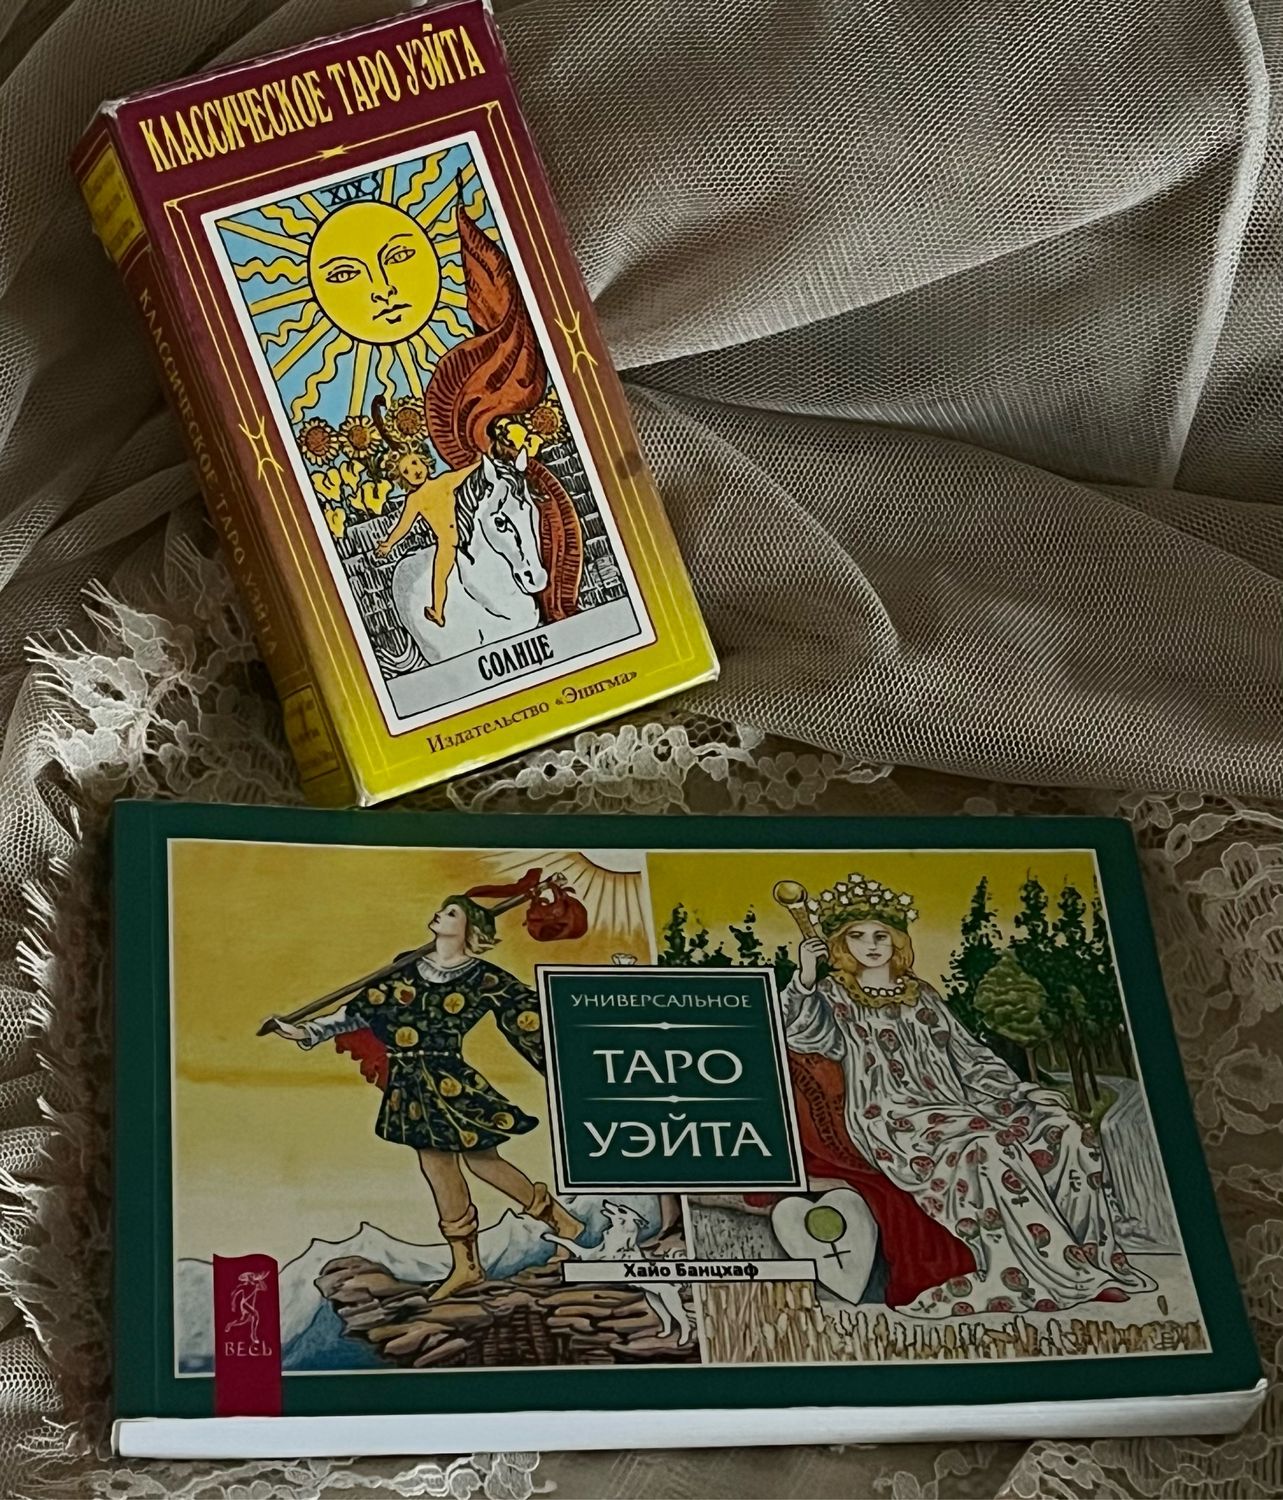 КЛАССИЧЕСКОЕ ТАРО УЭЙТА
XIX
СОЛНЦЕ
Издательство «Энигма»
КЛАССИЧЕСКОЕ ТАРО УЭЙТА
УНИВЕРСАЛЬНОЕ
ТАРО
УЭЙТА
Хайо Банцхаф
ВЕСЬ